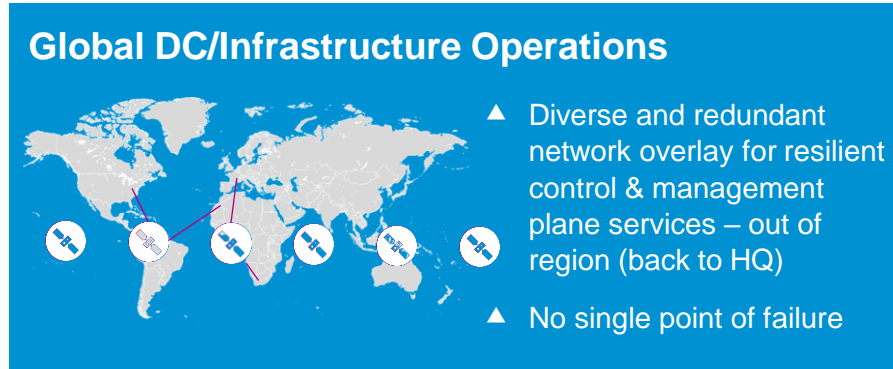 Global DC/Infrastructure Operations
▲ Diverse and redundant
network overlay for resilient
control & management
plane services – out of
region (back to HQ)
▲ No single point of failure